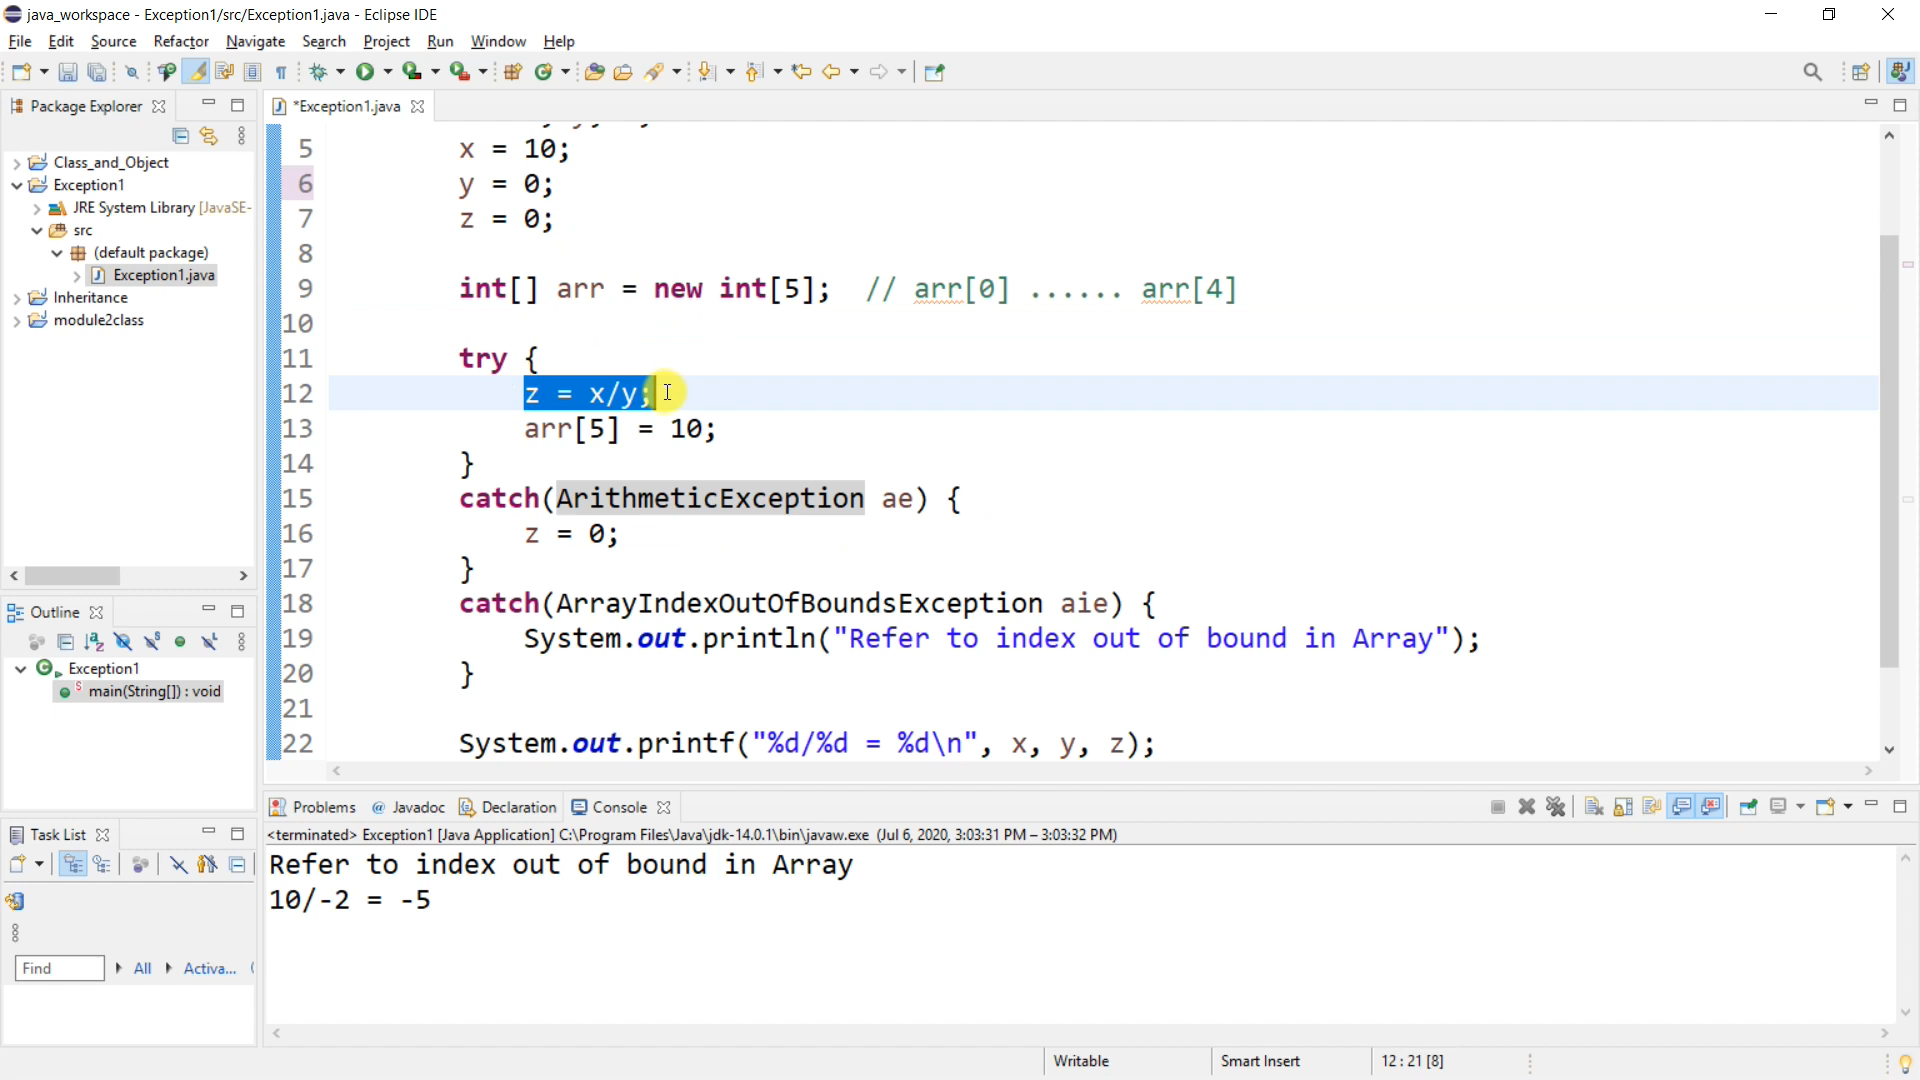 java_workspace - Exception1/src/Exception1.java - Eclipse IDE
File Edit Source Refactor Navigate Search Project Run Window Help
Package Explorer
*Exception1.java
Class_and_Object
Exception1
JRE System Library [JavaSE-
src
(default package)
Exception1.java
Inheritance
module2class
5 x = 10;
6 y = 0;
7 z = 0;
8
9 int[] arr = new int[5]; // arr[0] ...... arr[4]
10
11 try {
12 z = x/y;
13 arr[5] = 10;
14 }
15 catch(ArithmeticException ae) {
16 z = 0;
17 }
18 catch(ArrayIndexOutOfBoundsException aie) {
19 System.out.println("Refer to index out of bound in Array");
20 }
21
22 System.out.printf("%d/%d = %d\n", x, y, z);
Outline
Exception1
main(String[]) : void
Task List
Find All Activa...
Problems @ Javadoc Declaration Console
<terminated> Exception1 [Java Application] C:\Program Files\Java\jdk-14.0.1\bin\javaw.exe (Jul 6, 2020, 3:03:31 PM – 3:03:32 PM)
Refer to index out of bound in Array
10/-2 = -5
Writable Smart Insert 12 : 21 [8]